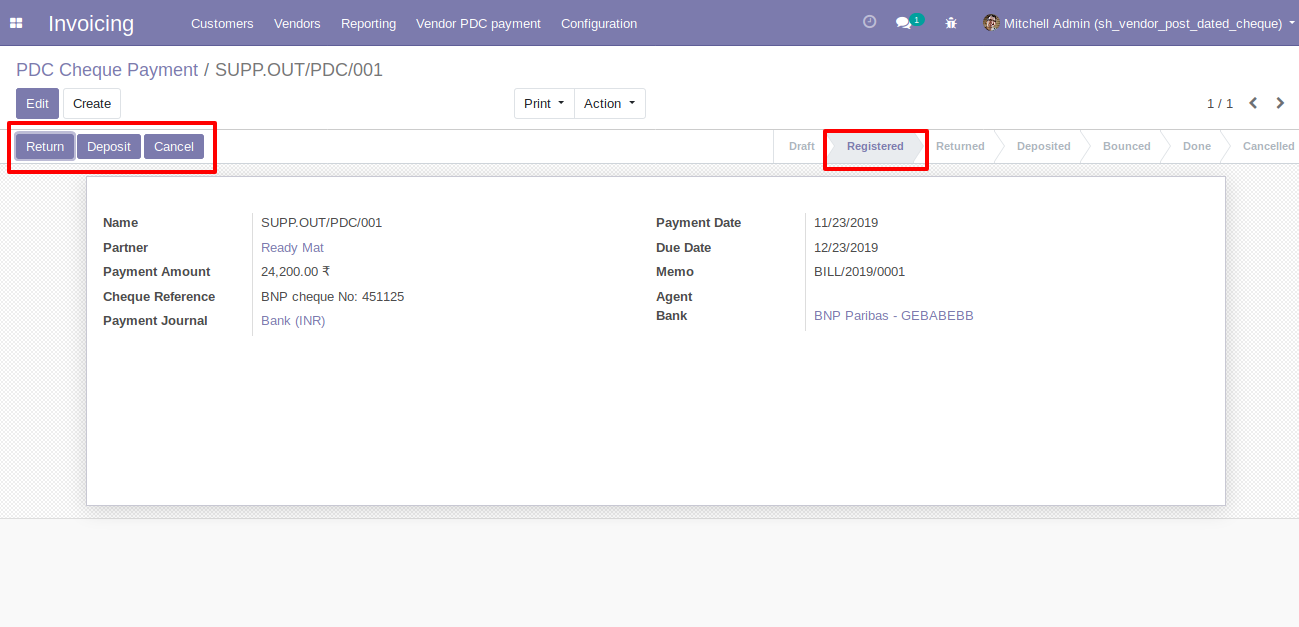 Invoicing Customers Vendors Reporting Vendor PDC payment Configuration 1 Mitchell Admin (sh_vendor_post_dated_cheque)
PDC Cheque Payment / SUPP.OUT/PDC/001
Edit Create Print Action 1 / 1
Return Deposit Cancel Draft Registered Returned Deposited Bounced Done Cancelled
Name SUPP.OUT/PDC/001 Payment Date 11/23/2019
Partner Ready Mat Due Date 12/23/2019
Payment Amount 24,200.00 ₹ Memo BILL/2019/0001
Cheque Reference BNP cheque No: 451125 Agent
Payment Journal Bank (INR) Bank BNP Paribas - GEBABEBB